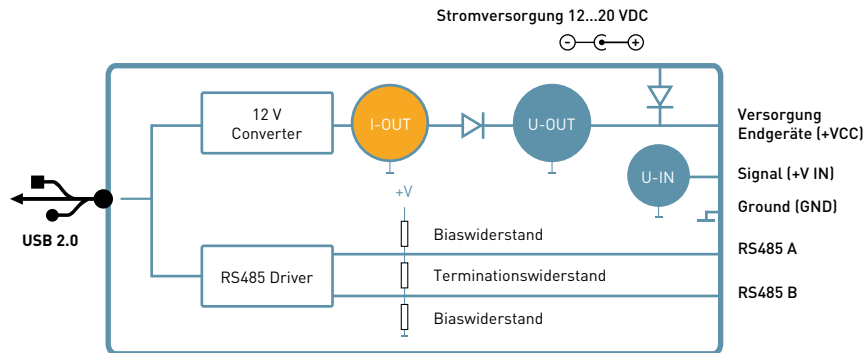 Stromversorgung 12...20 VDC
12 V
Converter
I-OUT
U-OUT
Versorgung
Endgeräte (+VCC)
U-IN
Signal (+V IN)
+V
Ground (GND)
USB 2.0
Biaswiderstand
RS485 A
RS485 Driver
Terminationswiderstand
RS485 B
Biaswiderstand